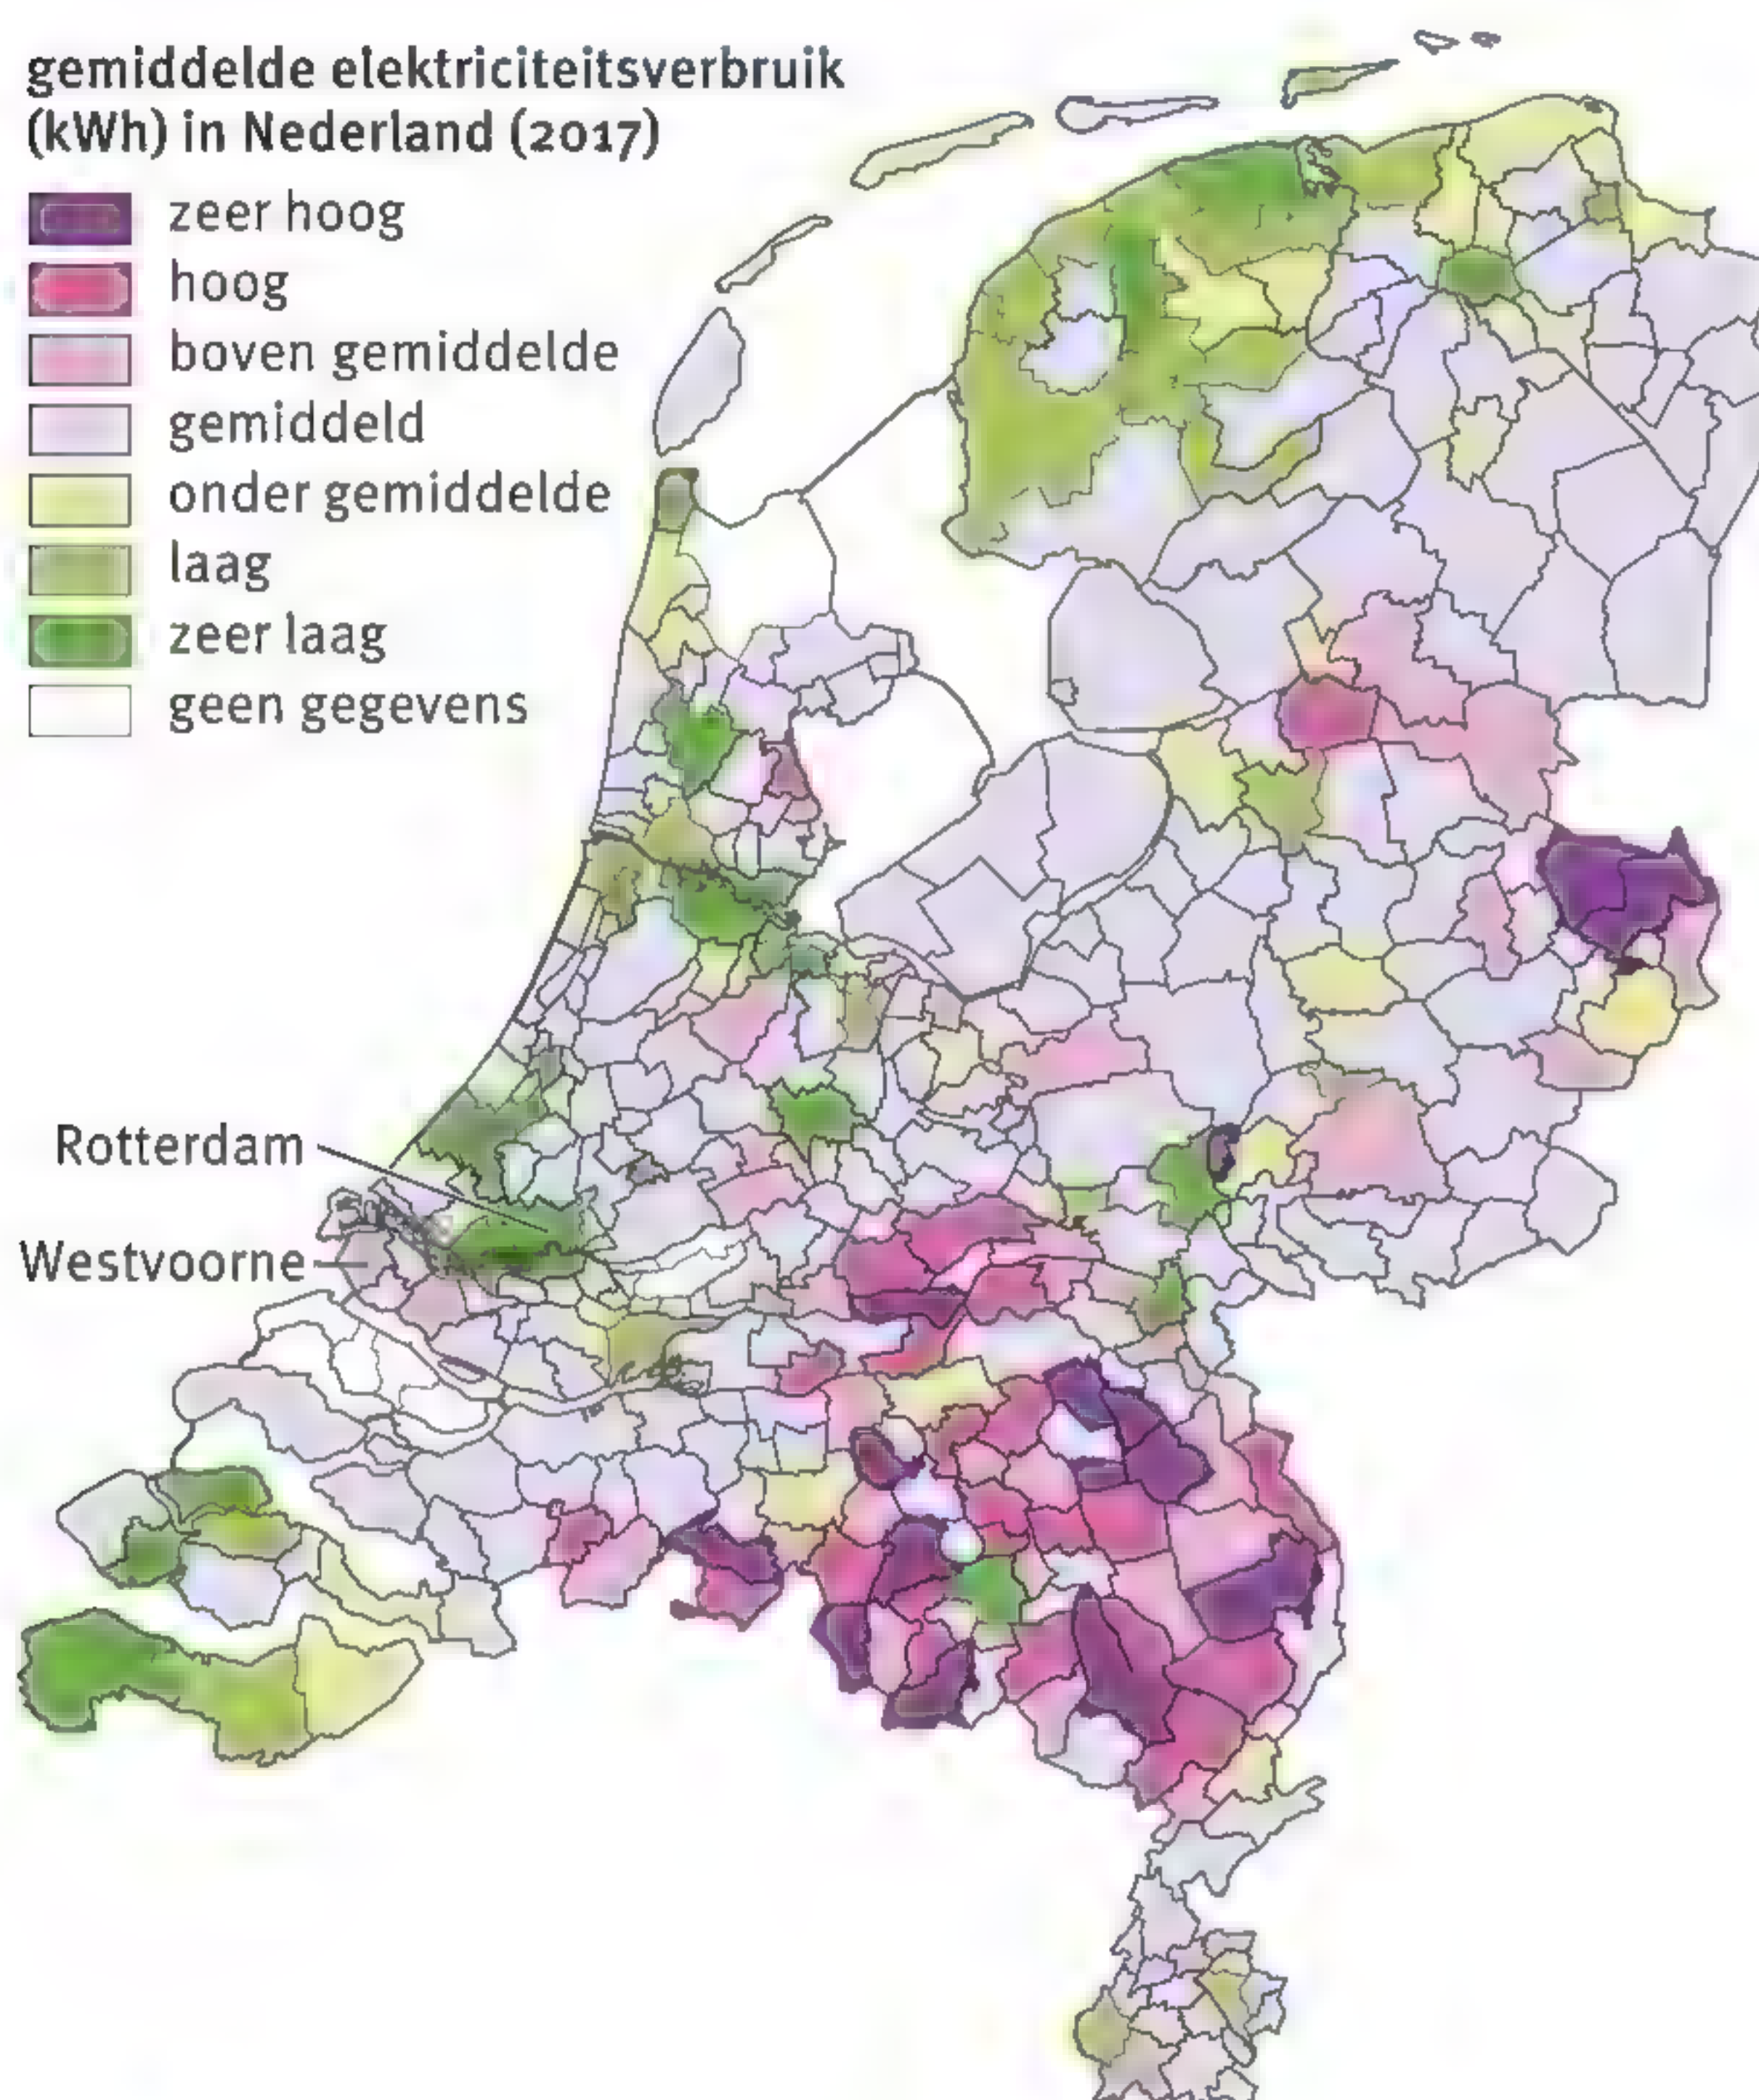 gemiddelde elektriciteitsverbruik
(kWh) in Nederland (2017)
zeer hoog
hoog
boven gemiddelde
gemiddeld
onder gemiddelde
laag
zeer laag
geen gegevens
Rotterdam
Westvoorne